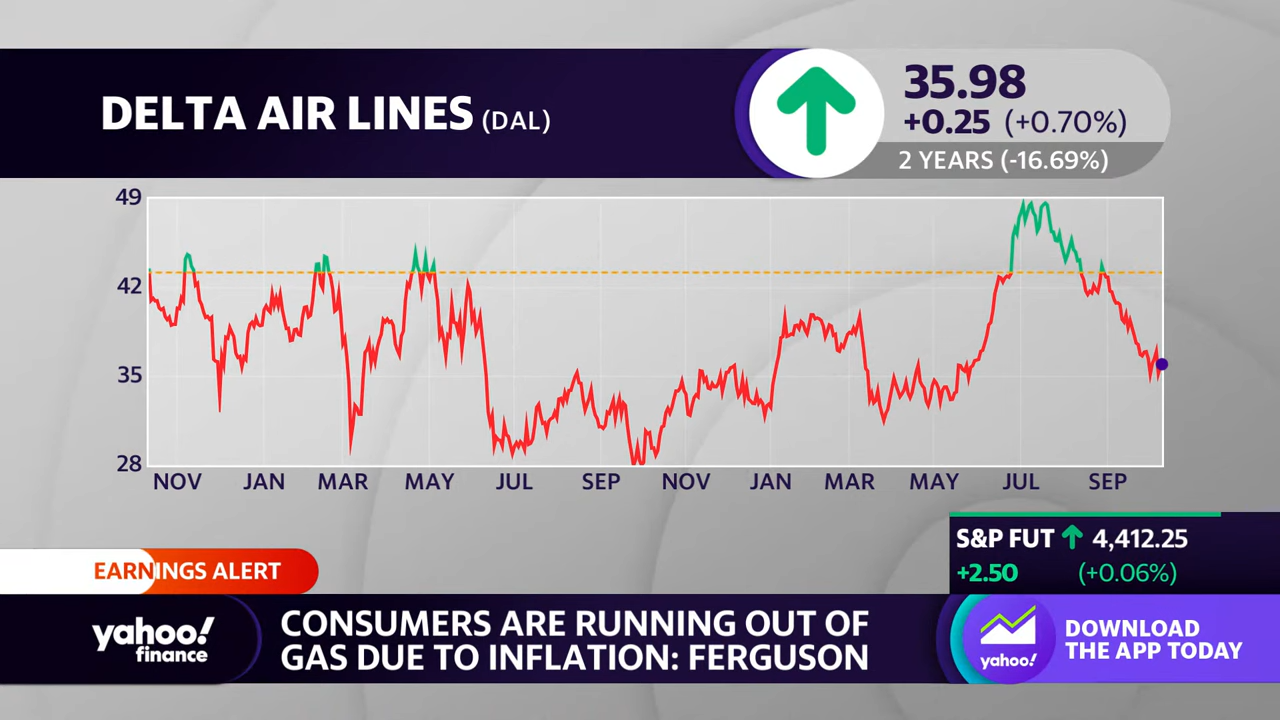 DELTA AIR LINES (DAL)
35.98
+0.25 (+0.70%)
2 YEARS (-16.69%)
49
42
35
28
NOV JAN MAR MAY JUL SEP NOV JAN MAR MAY JUL SEP
S&P FUT 4,412.25
+2.50 (+0.06%)
EARNINGS ALERT
yahoo!
finance
CONSUMERS ARE RUNNING OUT OF
GAS DUE TO INFLATION: FERGUSON
yahoo!
DOWNLOAD
THE APP TODAY